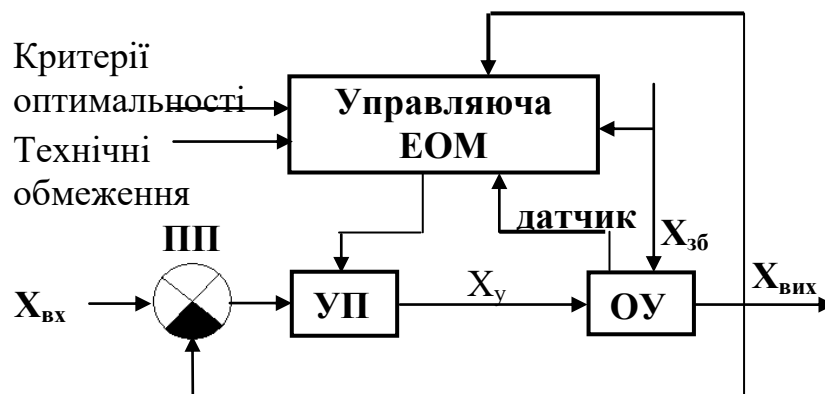 Критерії
оптимальності
Технічні
обмеження
Управляюча
ЕОМ
датчик
ПП
Xзб
Xвх
УП
Xу
ОУ
Xвих